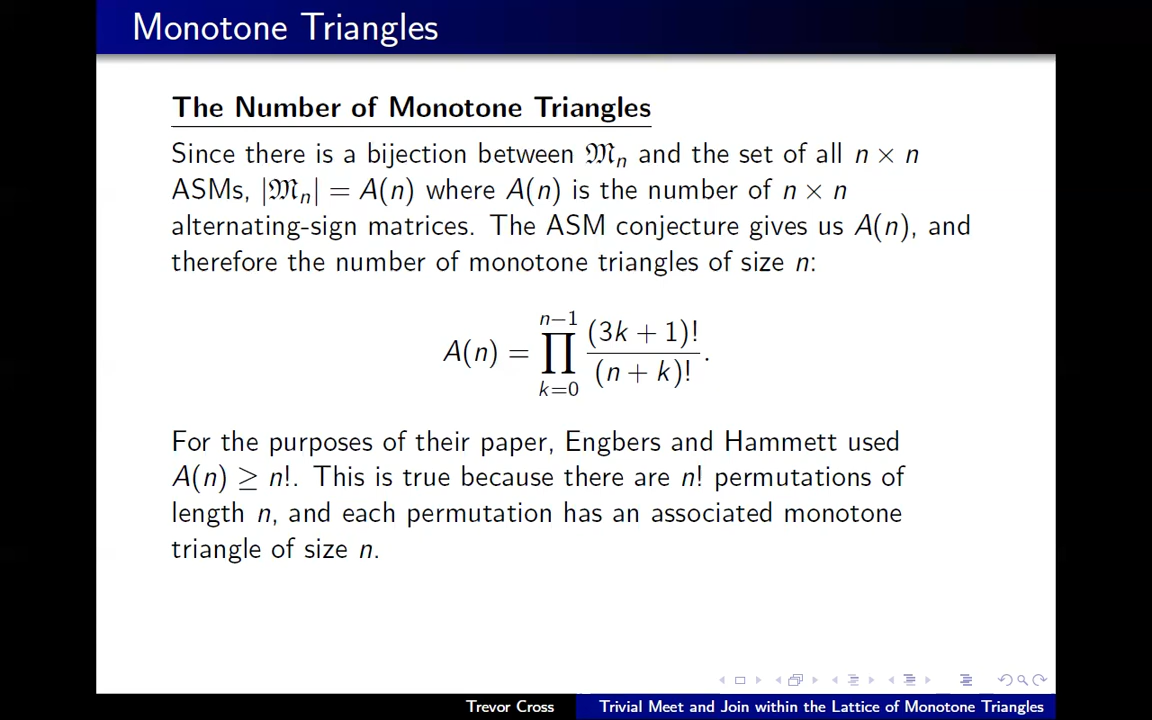 Monotone Triangles
The Number of Monotone Triangles
Since there is a bijection between 𝔐ₙ and the set of all n × n
ASMs, |𝔐ₙ| = A(n) where A(n) is the number of n × n
alternating-sign matrices. The ASM conjecture gives us A(n), and
therefore the number of monotone triangles of size n:
A(n) = ∏_{k=0}^{n−1} (3k + 1)! / (n + k)! .
For the purposes of their paper, Engbers and Hammett used
A(n) ≥ n!. This is true because there are n! permutations of
length n, and each permutation has an associated monotone
triangle of size n.
Trevor Cross
Trivial Meet and Join within the Lattice of Monotone Triangles